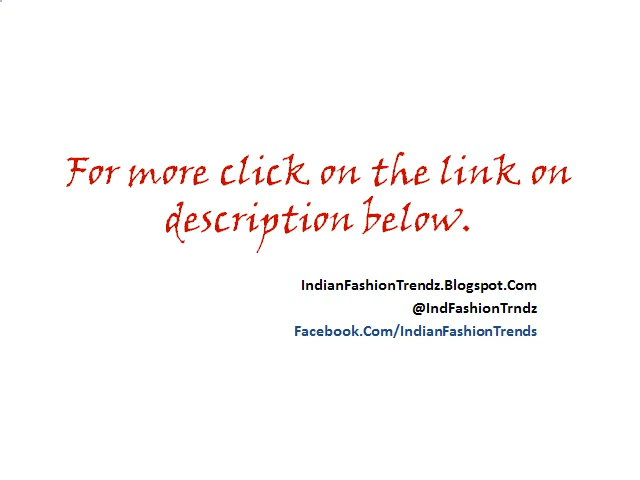 For more click on the link on
description below.
IndianFashionTrendz.Blogspot.Com
@IndFashionTrndz
Facebook.Com/IndianFashionTrends